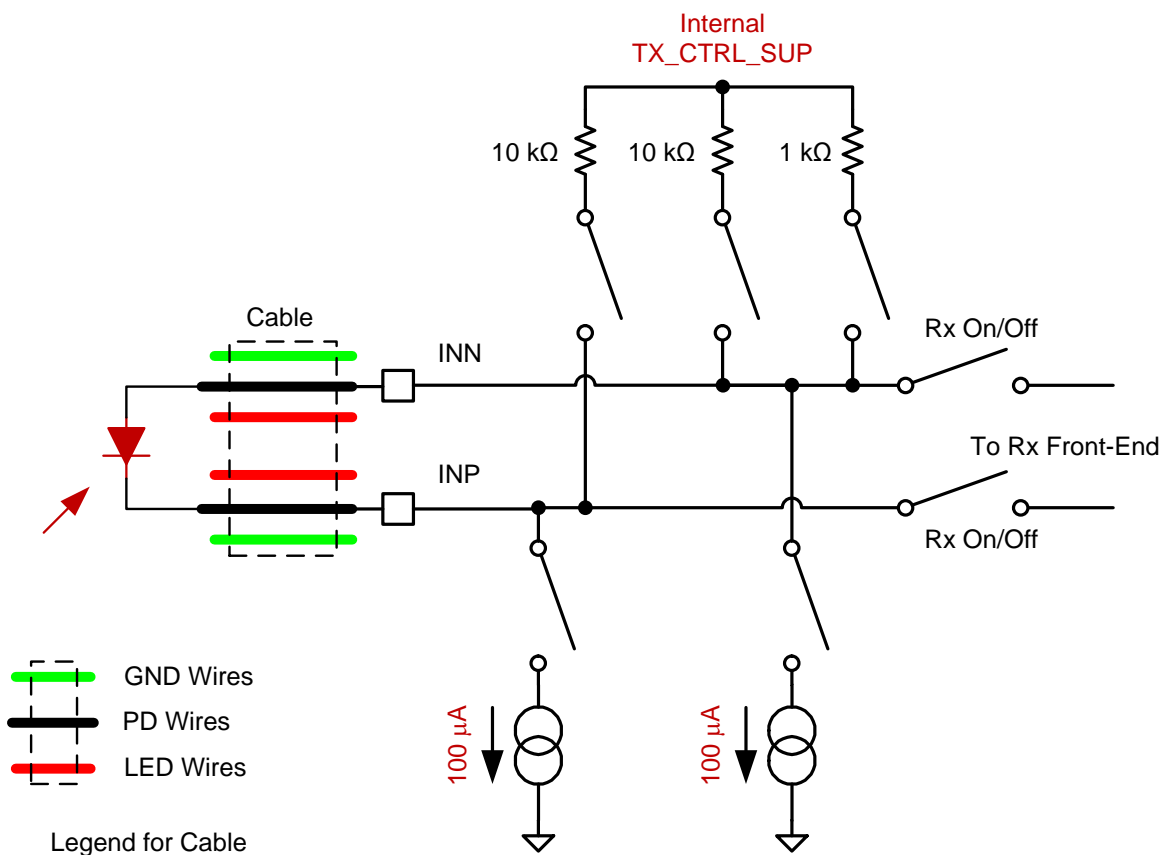 Internal
TX_CTRL_SUP
10 kΩ
10 kΩ
1 kΩ
Cable
INN
Rx On/Off
INP
To Rx Front-End
Rx On/Off
GND Wires
PD Wires
LED Wires
100 µA
100 µA
Legend for Cable